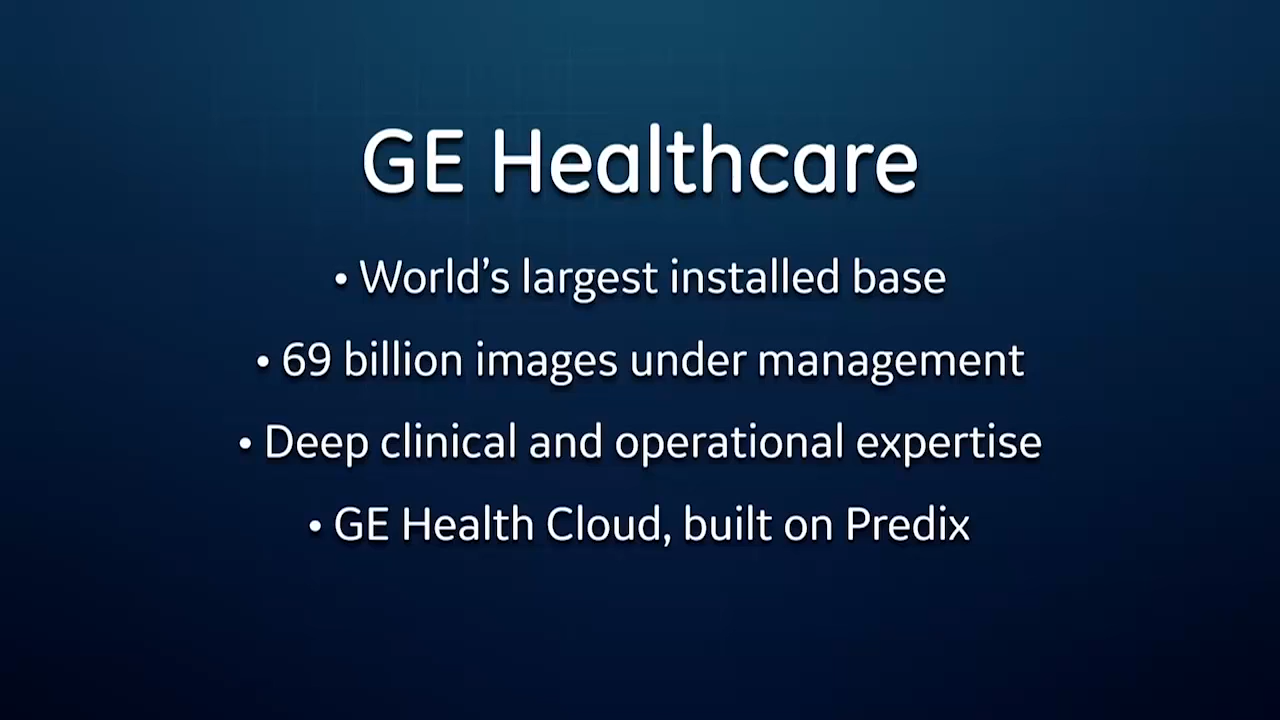 GE Healthcare
• World’s largest installed base
• 69 billion images under management
• Deep clinical and operational expertise
• GE Health Cloud, built on Predix